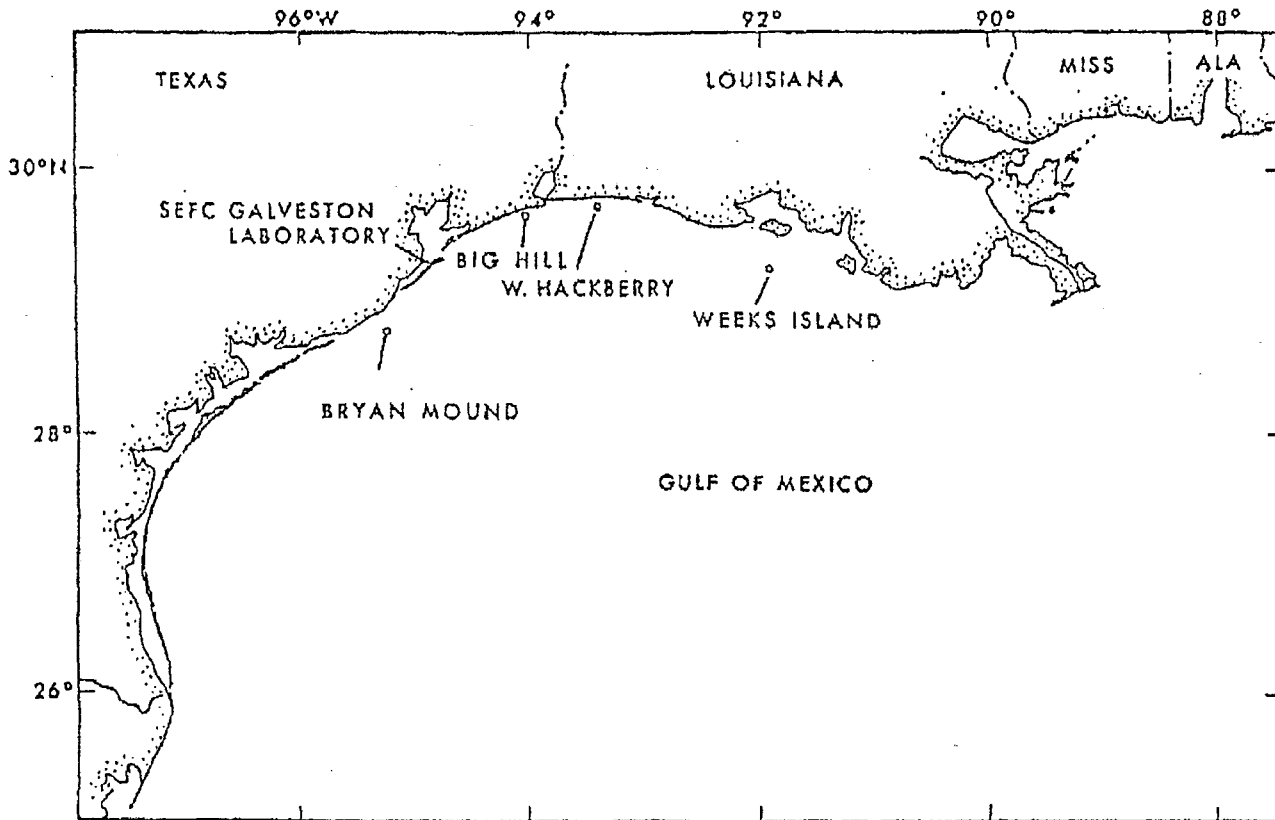 96°W 94° 92° 90° 88°
TEXAS LOUISIANA MISS ALA
30°N
SEFC GALVESTON
LABORATORY
BIG HILL
W. HACKBERRY
WEEKS ISLAND
BRYAN MOUND
28°
GULF OF MEXICO
26°